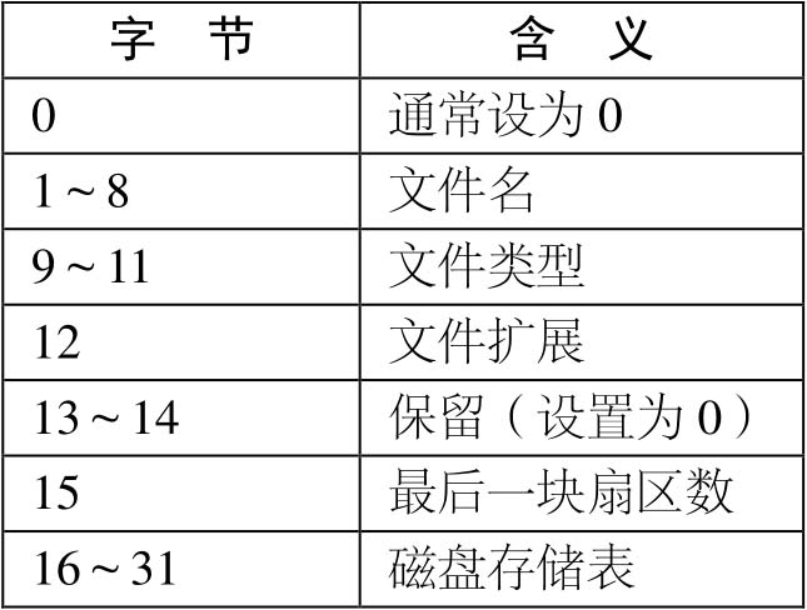 字 节 含 义
0 通常设为 0
1 ~ 8 文件名
9 ~ 11 文件类型
12 文件扩展
13 ~ 14 保留（设置为 0）
15 最后一块扇区数
16 ~ 31 磁盘存储表